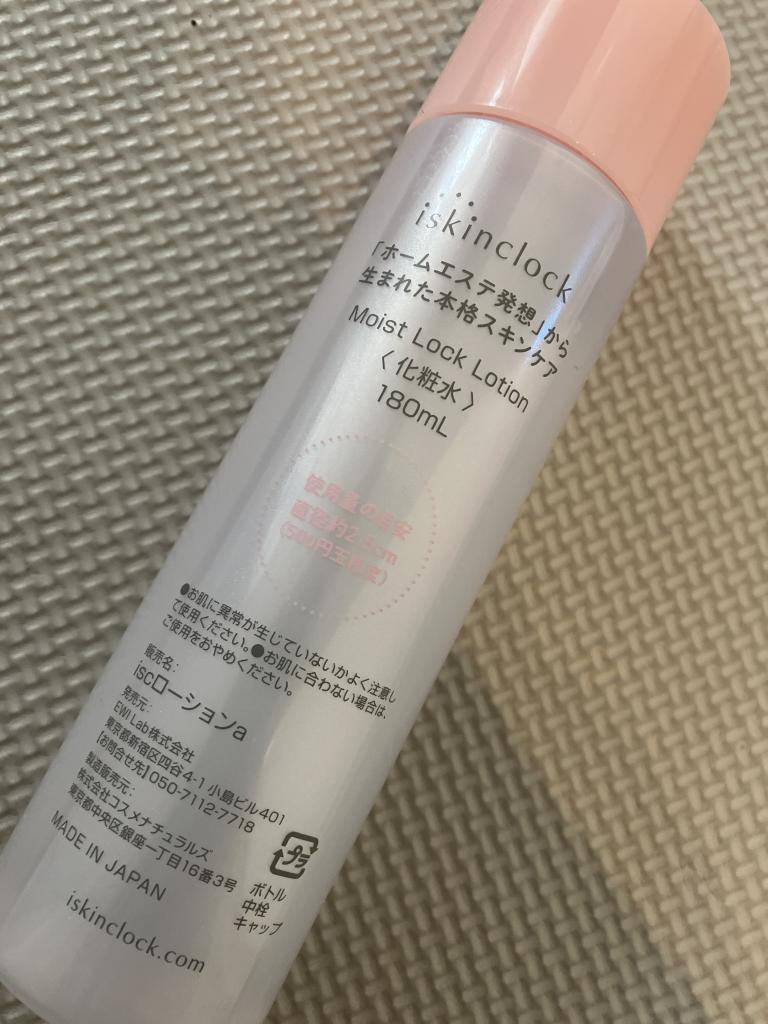 iskinclock
「ホームエステ発想」から
生まれた本格スキンケア
Moist Lock Lotion
〈化粧水〉
180mL
使用量の目安
直径約2.5cm
(500円玉程度)
●お肌に異常が生じていないかよく注意し
て使用ください。●お肌に合わない場合は、
ご使用をおやめください。
販売名:
iscローションa
発売元:
EWI Lab株式会社
東京都新宿区四谷4-1 小島ビル401
【お問合せ先】050-7112-7718
製造販売元:
株式会社コスメナチュラルズ
東京都中央区銀座一丁目16番3号
MADE IN JAPAN
プラ
ボトル
中栓
キャップ
iskinclock.com